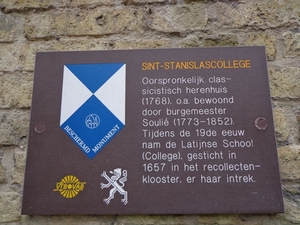 SINT-STANISLASCOLLEGE
Oorspronkelijk clas-
sicistisch herenhuis
(1768), o.a. bewoond
door burgemeester
Soulié (1773-1852).
Tijdens de 19de eeuw
nam de Latijnse School
(College), gesticht in
1657 in het recollecten-
klooster, er haar intrek.
BESCHERMD MONUMENT